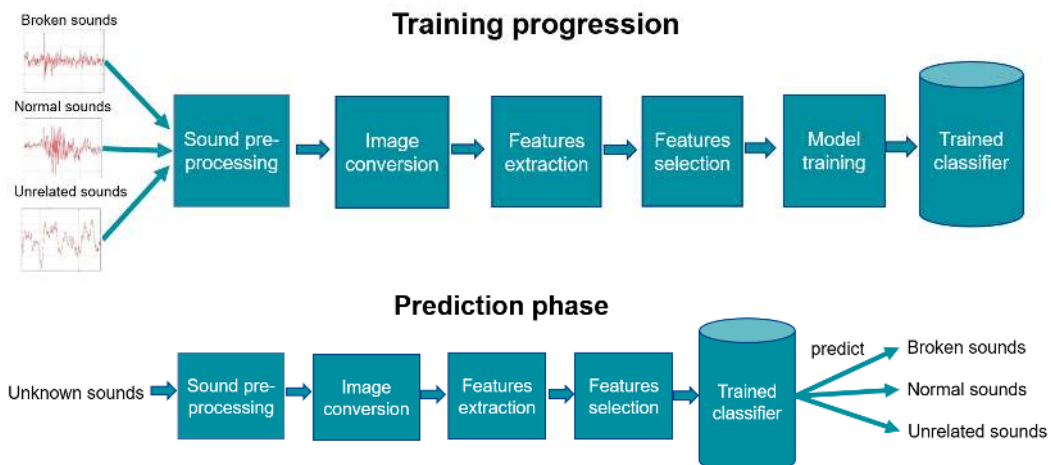 Training progression
Broken sounds
Normal sounds
Unrelated sounds
Sound pre-
processing
Image
conversion
Features
extraction
Features
selection
Model
training
Trained
classifier
Prediction phase
Unknown sounds
Sound pre-
processing
Image
conversion
Features
extraction
Features
selection
Trained
classifier
predict
Broken sounds
Normal sounds
Unrelated sounds